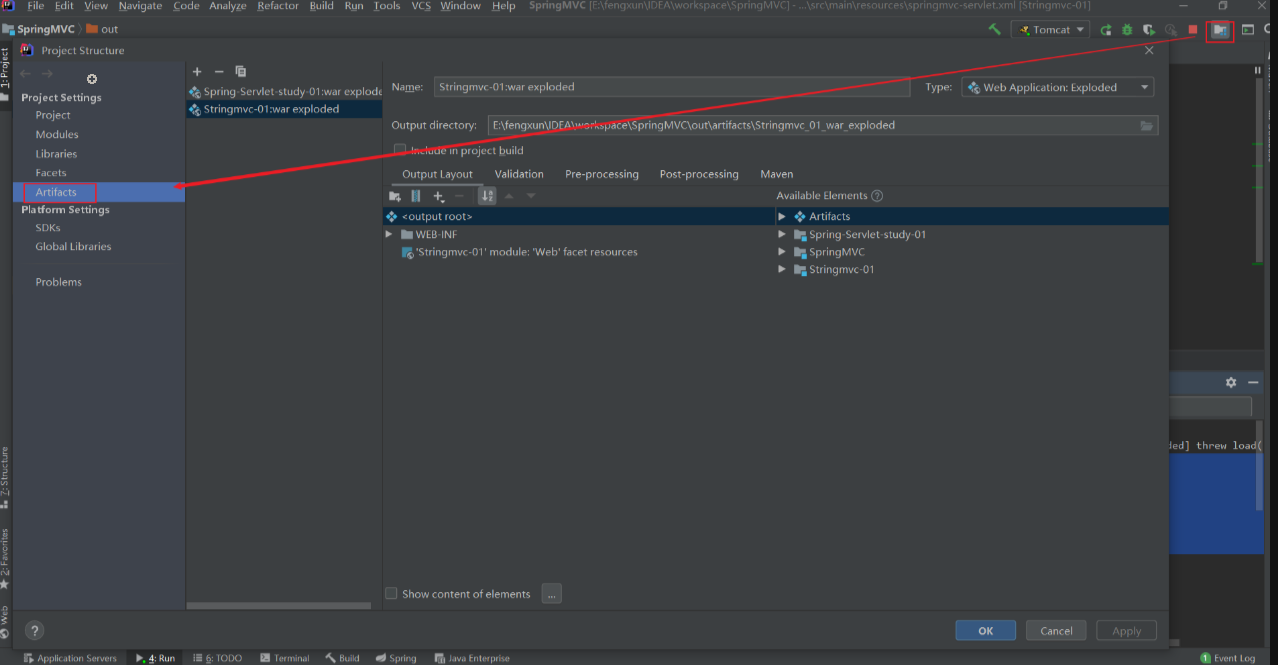 File Edit View Navigate Code Analyze Refactor Build Run Tools VCS Window Help SpringMVC [E:\fengxun\IDEA\workspace\SpringMVC] - ...\src\main\resources\springmvc-servlet.xml [Stringmvc-01]
SpringMVC out Tomcat
Project Structure
1: Project
Project Settings
Project
Modules
Libraries
Facets
Artifacts
Platform Settings
SDKs
Global Libraries
Problems
Spring-Servlet-study-01:war explode
Stringmvc-01:war exploded
Name: Stringmvc-01:war exploded Type: Web Application: Exploded
Output directory: E:\fengxun\IDEA\workspace\SpringMVC\out\artifacts\Stringmvc_01_war_exploded
Include in project build
Output Layout Validation Pre-processing Post-processing Maven
Available Elements ?
<output root>
WEB-INF
'Stringmvc-01' module: 'Web' facet resources
Artifacts
Spring-Servlet-study-01
SpringMVC
Stringmvc-01
ded] threw load(
Show content of elements ...
? OK Cancel Apply
7: Structure
2: Favorites
Web
Application Servers 4: Run 6: TODO Terminal Build Spring Java Enterprise 1 Event Log